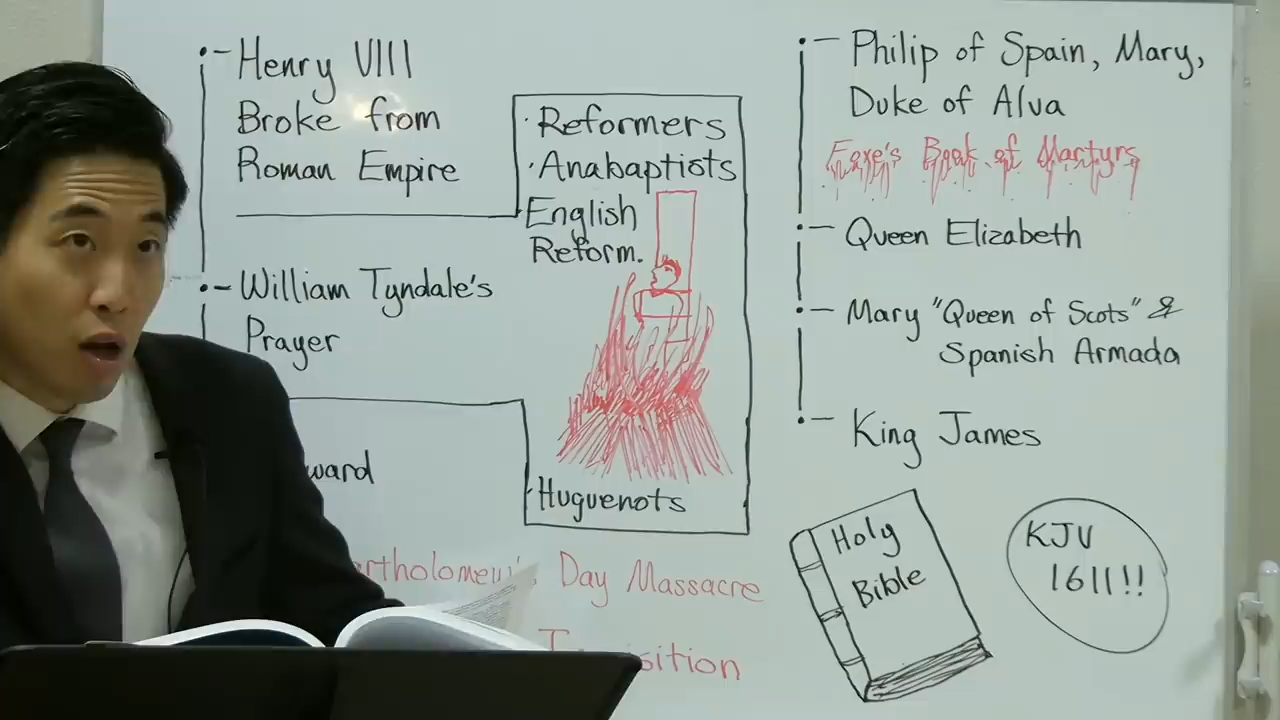 Henry VIII
Broke from
Roman Empire
William Tyndale's
Prayer
ward
· Reformers
· Anabaptists
English
Reform.
· Huguenots
artholomew's Day Massacre
sition
Philip of Spain, Mary,
Duke of Alva
Foxe's Book of Martyrs
Queen Elizabeth
Mary "Queen of Scots" &
Spanish Armada
King James
Holy
Bible
KJV
1611!!